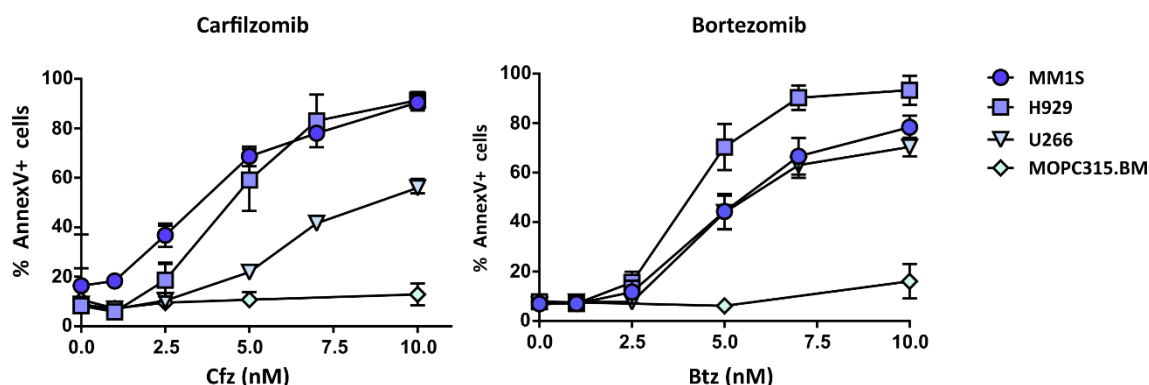 Carfilzomib
% AnnexV+ cells
100
80
60
40
20
0
0.0 1 2.5 5.0 7.5 10.0
Cfz (nM)
Bortezomib
% AnnexV+ cells
100
80
60
40
20
0
0.0 2.5 5.0 7.5 10.0
Btz (nM)
MM1S
H929
U266
MOPC315.BM